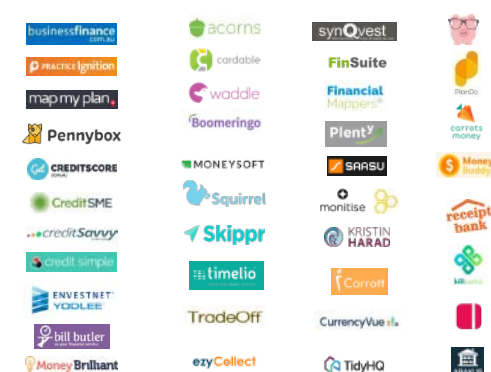 businessfinance
.com.au
PRACTICE Ignition
map my plan
Pennybox
Get CREDITSCORE
CreditSME
creditSavvy
credit simple
ENVESTNET
YODLEE
bill butler
Money Brilliant
acorns
cardable
waddle
Boomeringo
MONEYSOFT
Squirrel
Skippr
timelio
TradeOff
ezyCollect
synQvest
FinSuite
Financial
Mappers®
Plenty
SAASU
monitise
KRISTIN
HARAD
Carrott
CurrencyVue
TidyHQ
PlanDo
carrots
money
Money
Buddy
receipt
bank